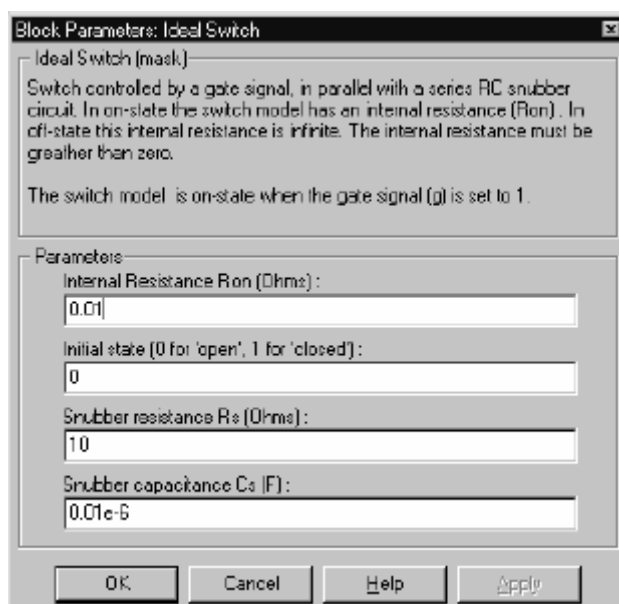 Block Parameters: Ideal Switch
Ideal Switch (mask)
Switch controlled by a gate signal, in parallel with a series RC snubber
circuit. In on-state the switch model has an internal resistance (Ron) . In
off-state this internal resistance is infinite. The internal resistance must be
greather than zero.
The switch model is on-state when the gate signal (g) is set to 1.
Parameters
Internal Resistance Ron (Ohms) :
0.01
Initial state (0 for 'open', 1 for 'closed') :
0
Snubber resistance Rs (Ohms) :
10
Snubber capacitance Cs (F) :
0.01e-6
OK Cancel Help Apply